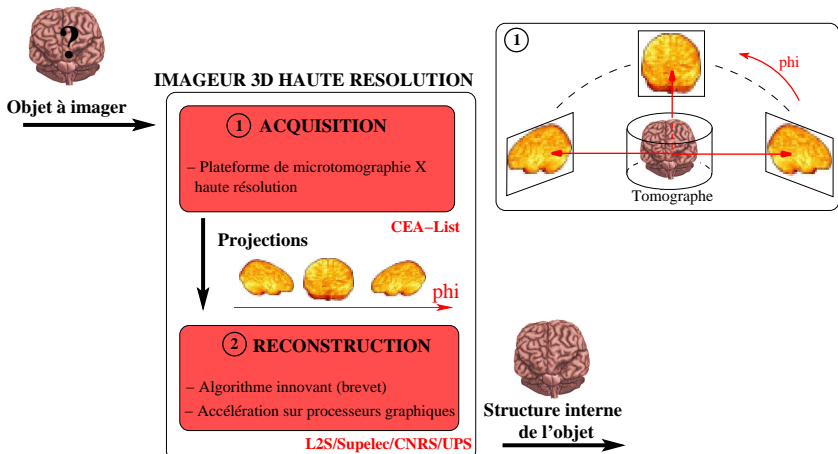 ?
Objet à imager
IMAGEUR 3D HAUTE RESOLUTION
1 ACQUISITION
– Plateforme de microtomographie X
haute résolution
CEA–List
Projections
phi
2 RECONSTRUCTION
– Algorithme innovant (brevet)
– Accélération sur processeurs graphiques
L2S/Supelec/CNRS/UPS
Structure interne
de l'objet
1
phi
Tomographe